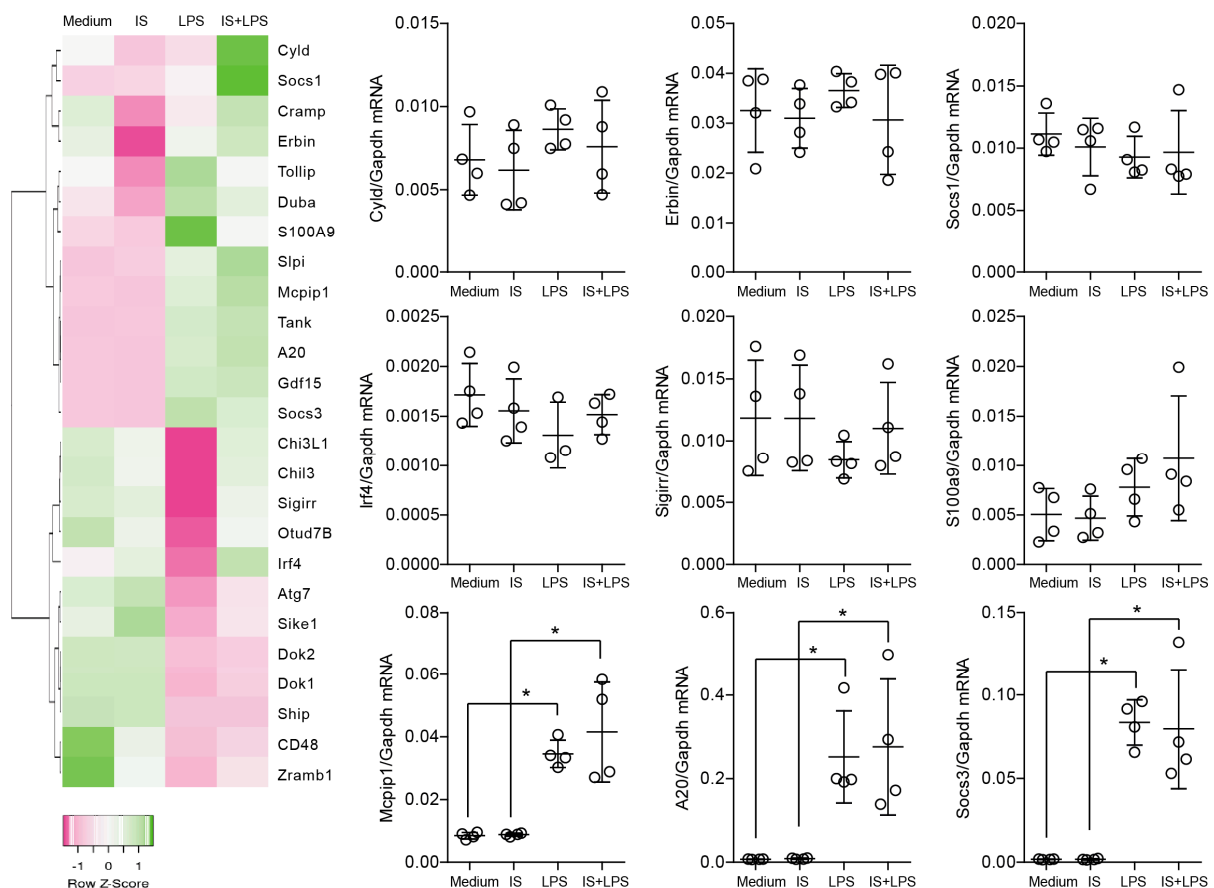 Medium IS LPS IS+LPS
Cyld
Socs1
Cramp
Erbin
Tollip
Duba
S100A9
Slpi
Mcpip1
Tank
A20
Gdf15
Socs3
Chi3L1
Chil3
Sigirr
Otud7B
Irf4
Atg7
Sike1
Dok2
Dok1
Ship
CD48
Zramb1
-1 0 1
Row Z-Score
Cyld/Gapdh mRNA
0.015
0.010
0.005
0.000
Medium IS LPS IS+LPS
Erbin/Gapdh mRNA
0.05
0.04
0.03
0.02
0.01
0.00
Medium IS LPS IS+LPS
Socs1/Gapdh mRNA
0.020
0.015
0.010
0.005
0.000
Medium IS LPS IS+LPS
Irf4/Gapdh mRNA
0.0025
0.0020
0.0015
0.0010
0.0005
0.0000
Medium IS LPS IS+LPS
Sigirr/Gapdh mRNA
0.020
0.015
0.010
0.005
0.000
Medium IS LPS IS+LPS
S100a9/Gapdh mRNA
0.025
0.020
0.015
0.010
0.005
0.000
Medium IS LPS IS+LPS
Mcpip1/Gapdh mRNA
0.08
0.06
0.04
0.02
0.00
*
*
Medium IS LPS IS+LPS
A20/Gapdh mRNA
0.6
0.4
0.2
0.0
*
*
Medium IS LPS IS+LPS
Socs3/Gapdh mRNA
0.15
0.10
0.05
0.00
*
*
Medium IS LPS IS+LPS